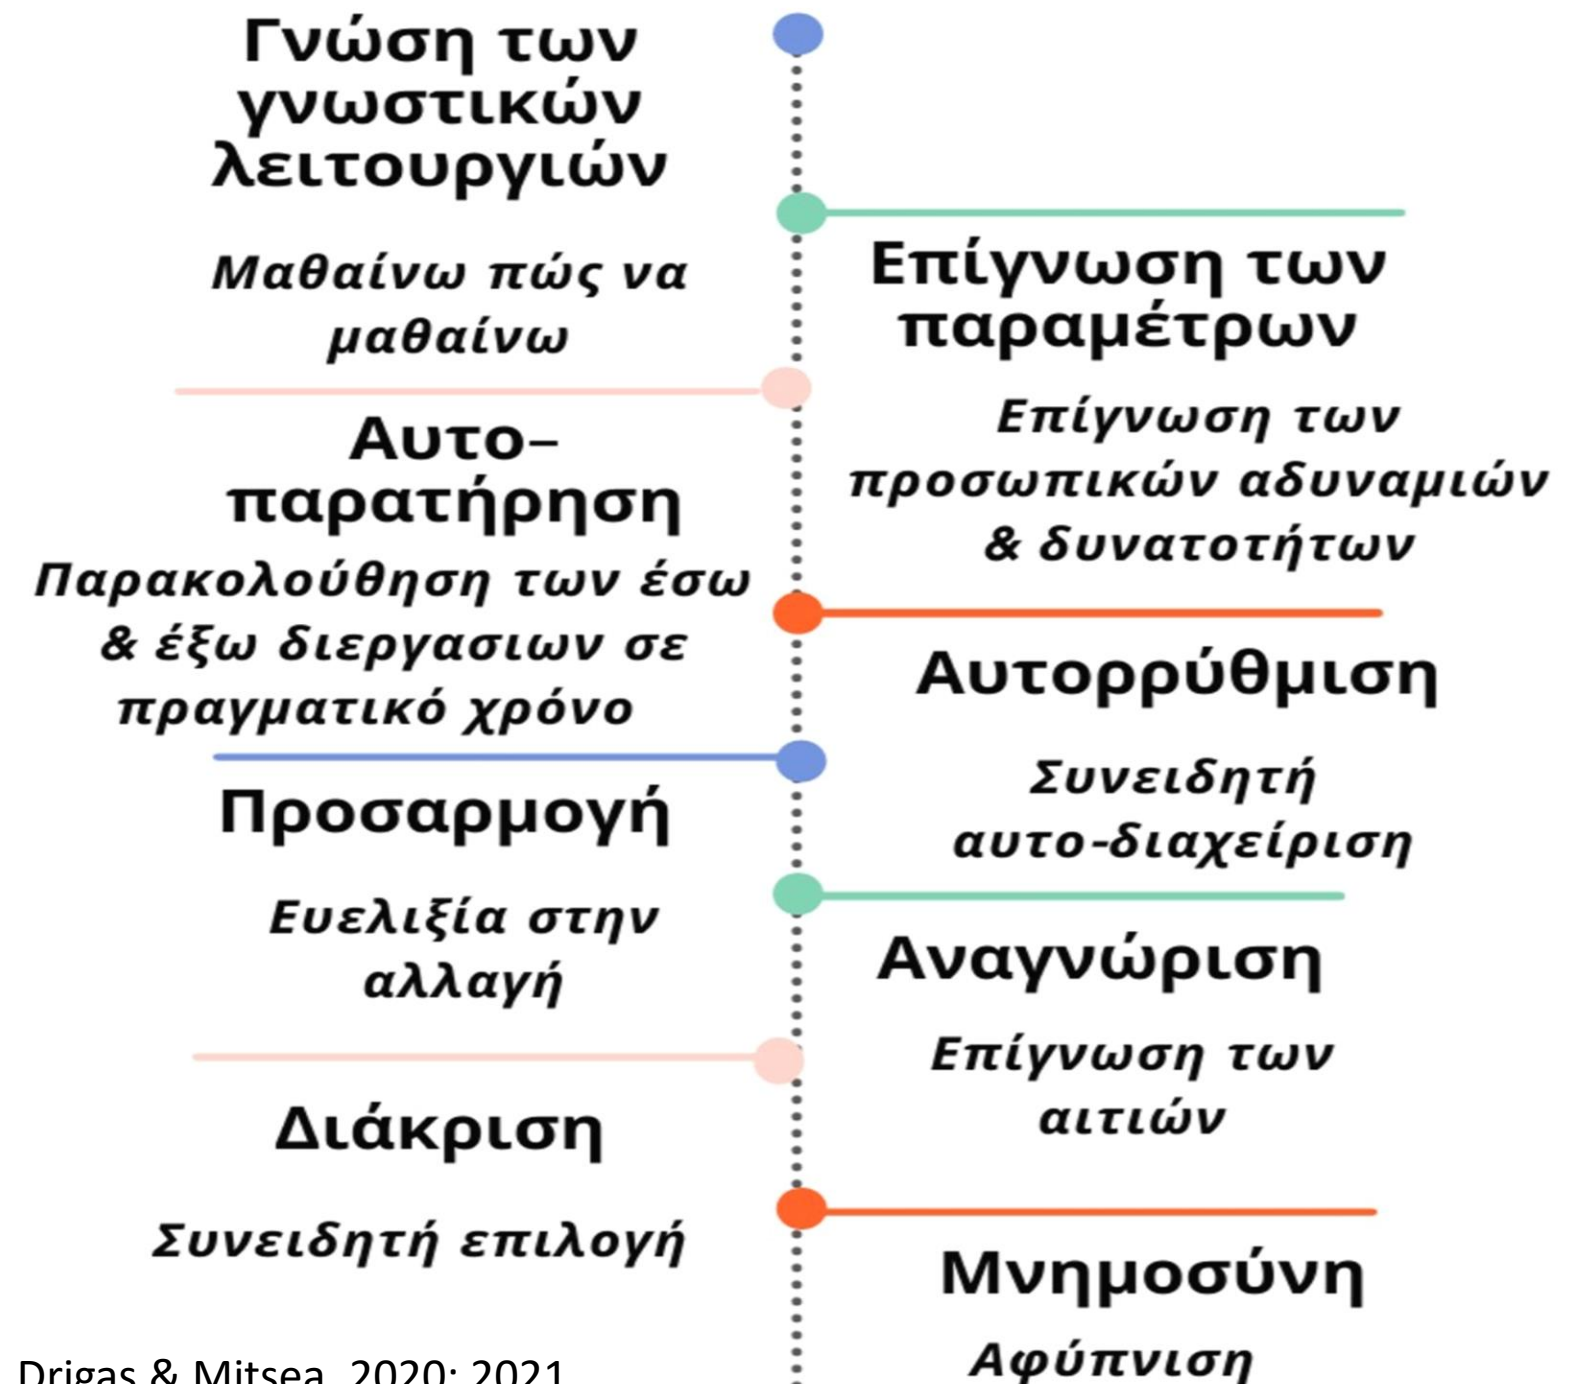 Γνώση των
γνωστικών
λειτουργιών
Μαθαίνω πώς να
μαθαίνω
Επίγνωση των
παραμέτρων
Επίγνωση των
προσωπικών αδυναμιών
& δυνατοτήτων
Αυτο–
παρατήρηση
Παρακολούθηση των έσω
& έξω διεργασιων σε
πραγματικό χρόνο
Αυτορρύθμιση
Συνειδητή
αυτο-διαχείριση
Προσαρμογή
Ευελιξία στην
αλλαγή
Αναγνώριση
Επίγνωση των
αιτιών
Διάκριση
Συνειδητή επιλογή
Μνημοσύνη
Αφύπνιση
Drigas & Mitsea, 2020; 2021